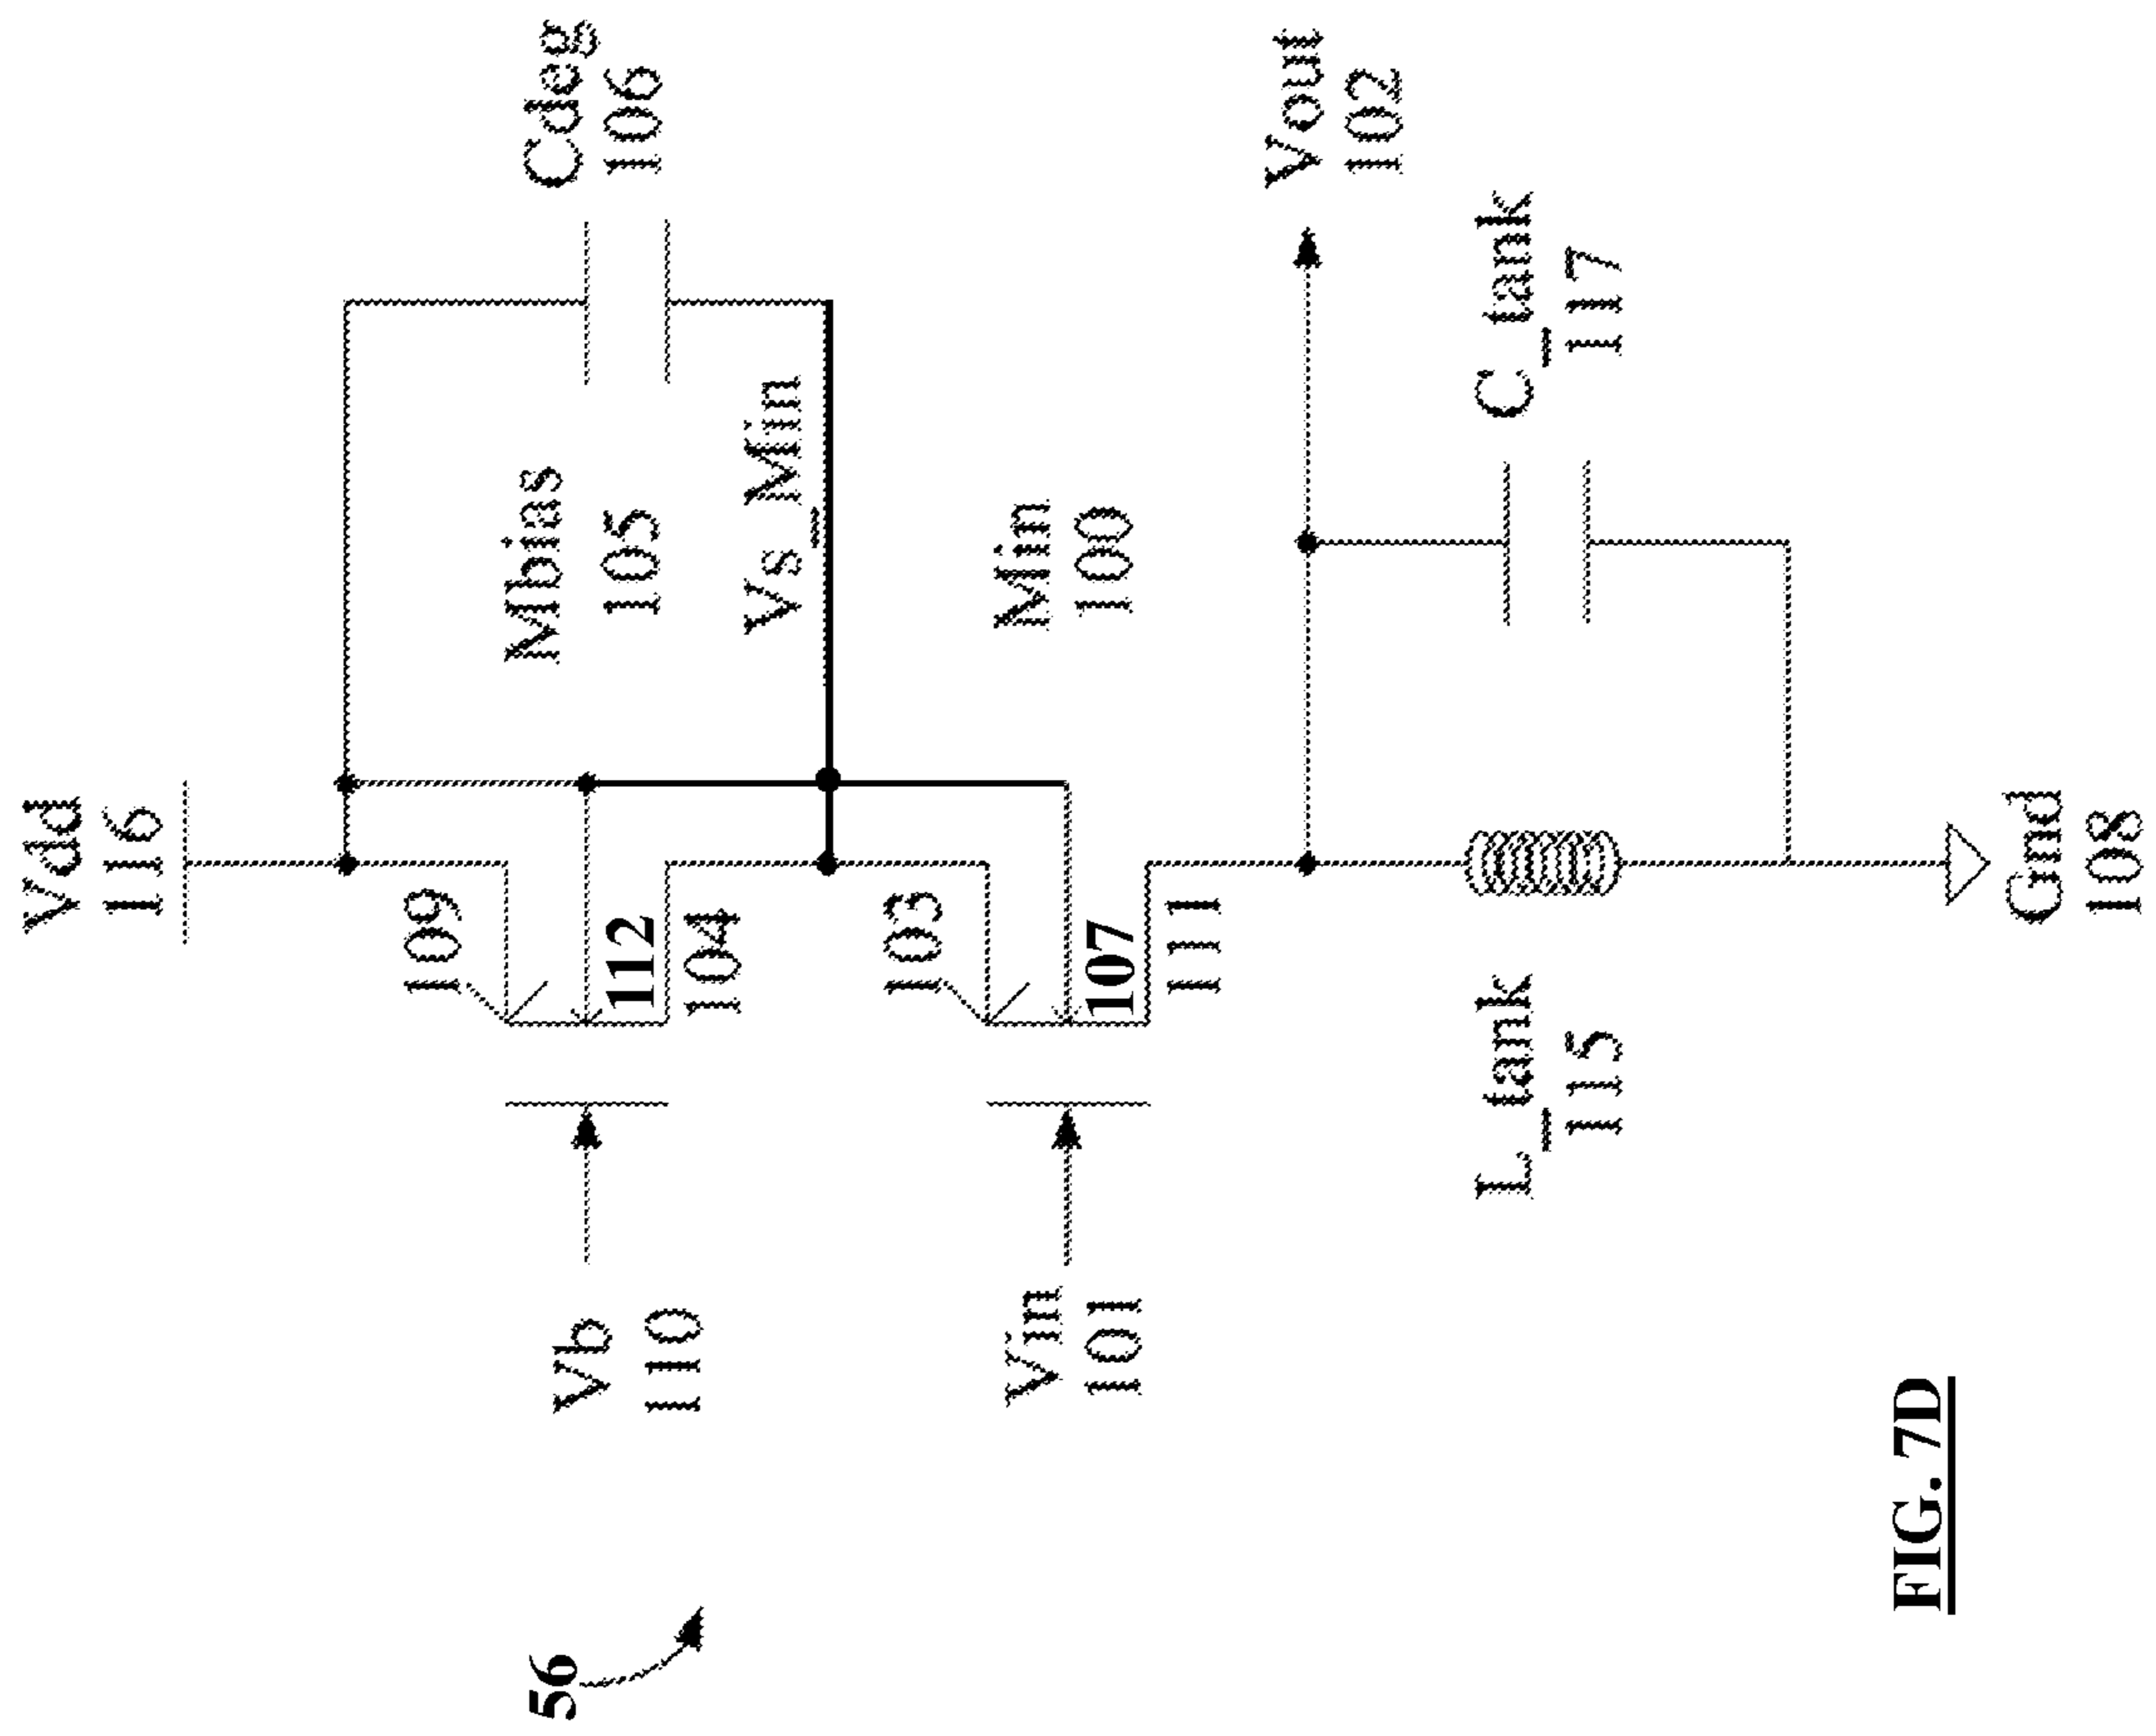 Vdd
116
109
112
104
Mbias
105
Cdeg
106
Vs_Min
Vb
110
103
107
111
Min
100
Vin
101
Vout
102
L_tank
115
C_tank
117
Gnd
108
56
FIG. 7D